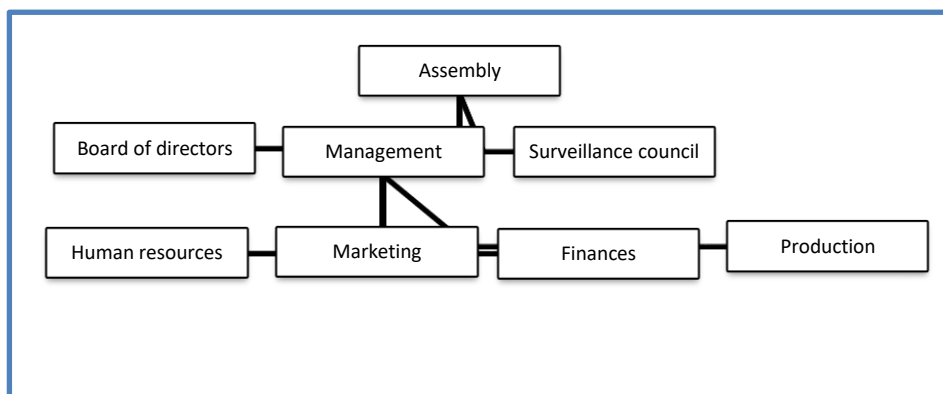 Assembly
Board of directors
Management
Surveillance council
Human resources
Marketing
Finances
Production